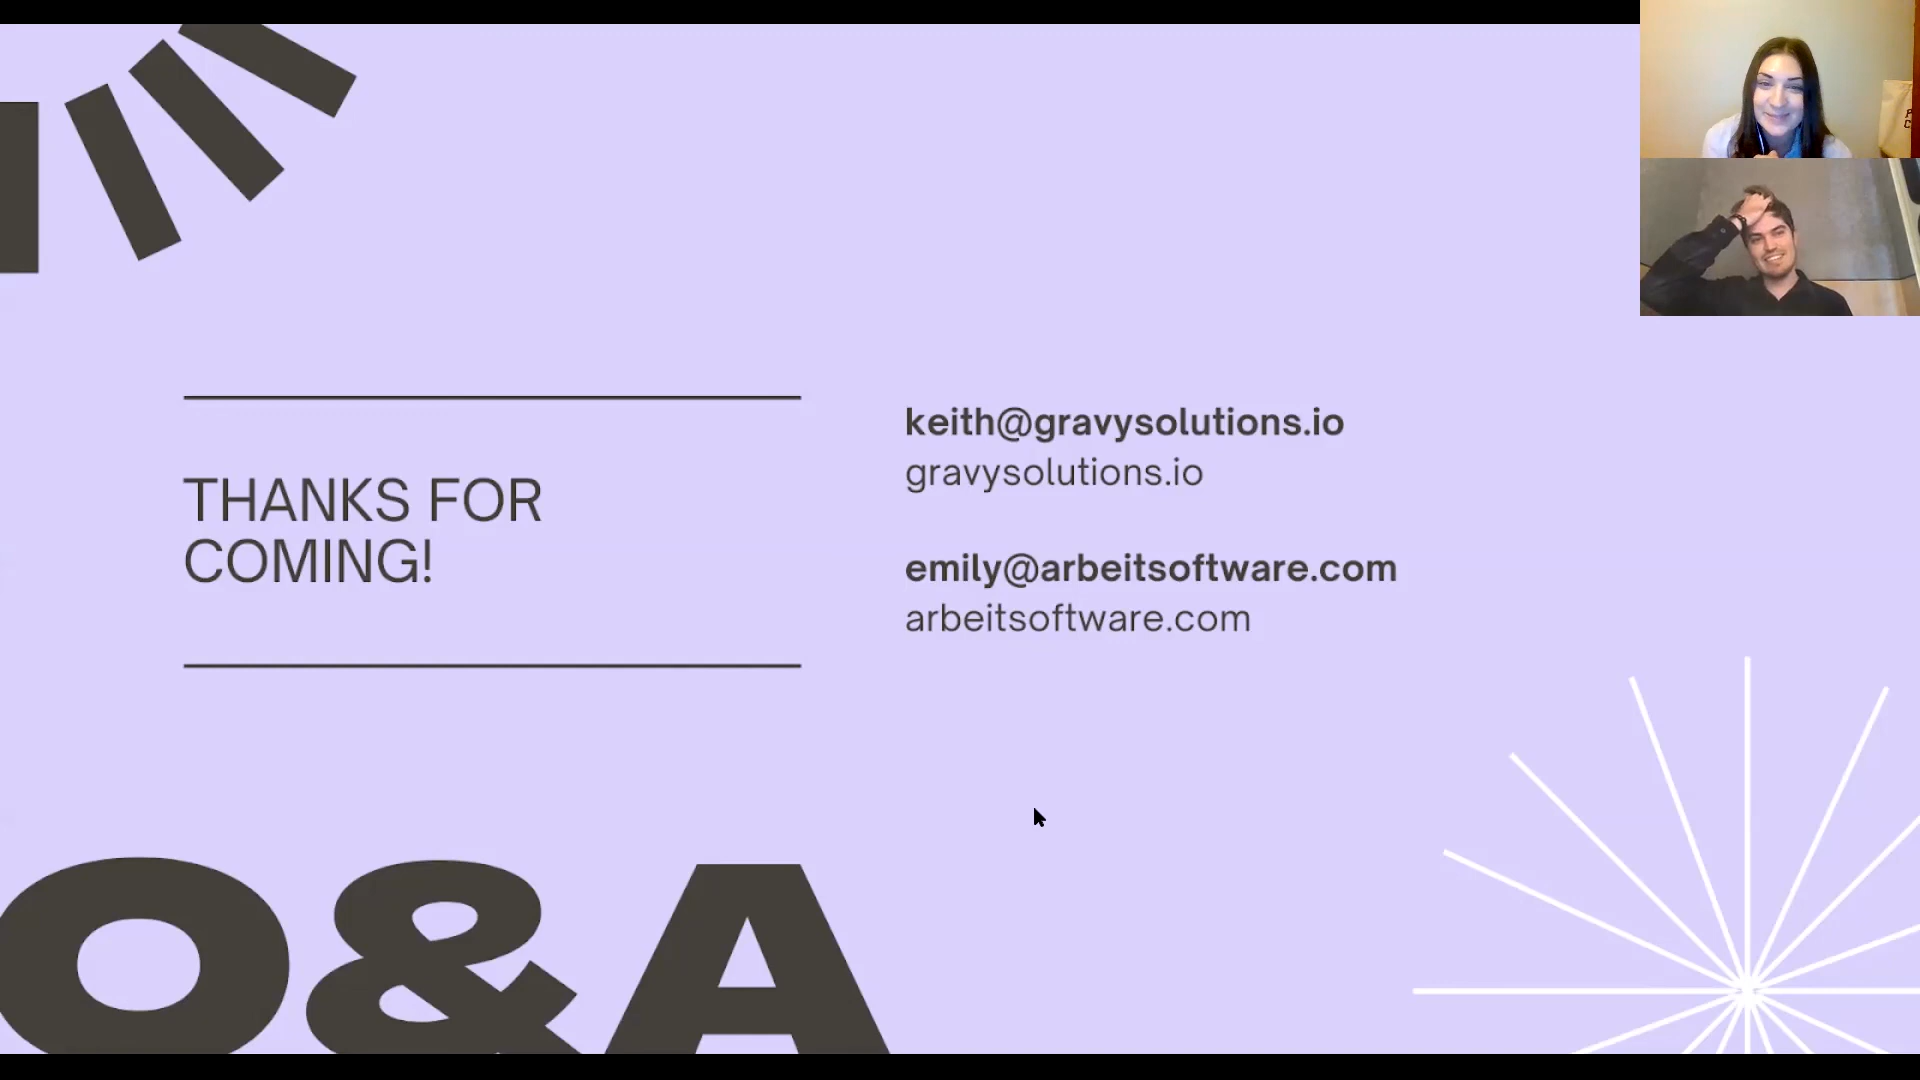 THANKS FOR
COMING!
keith@gravysolutions.io
gravysolutions.io
emily@arbeitsoftware.com
arbeitsoftware.com
Q&A